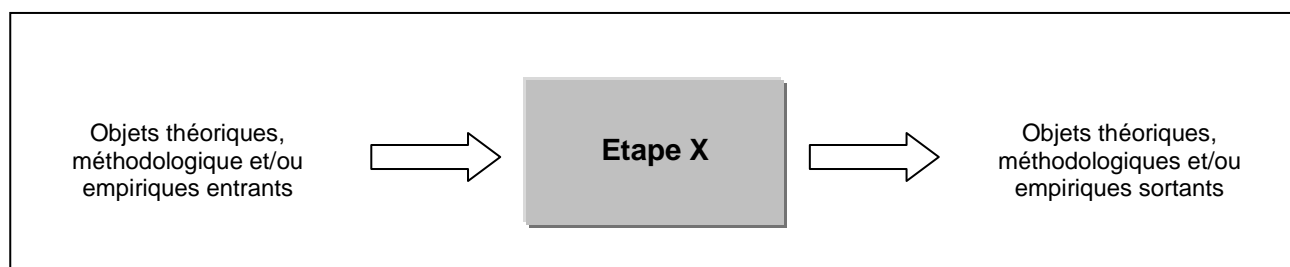 Objets théoriques,
méthodologique et/ou
empiriques entrants
Etape X
Objets théoriques,
méthodologiques et/ou
empiriques sortants